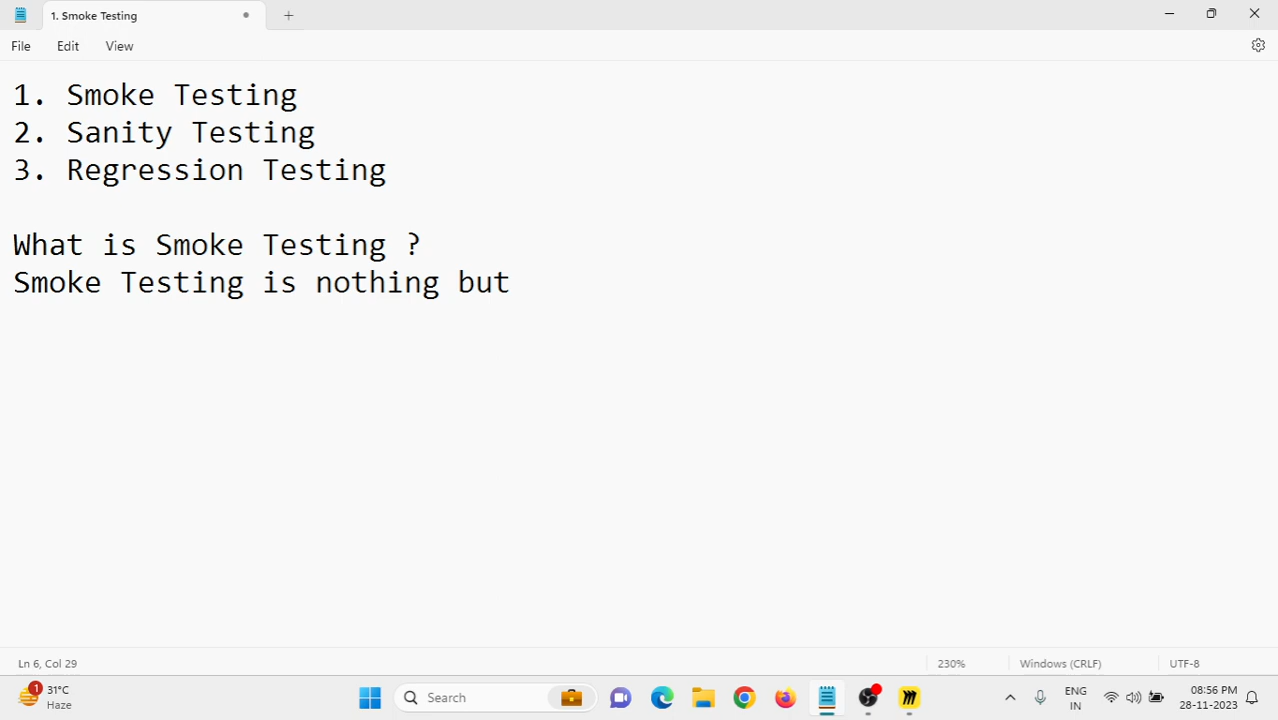 1. Smoke Testing
File Edit View
1. Smoke Testing
2. Sanity Testing
3. Regression Testing
What is Smoke Testing ?
Smoke Testing is nothing but
Ln 6, Col 29 230% Windows (CRLF) UTF-8
1 31°C
Haze
Search
ENG
IN
08:56 PM
28-11-2023